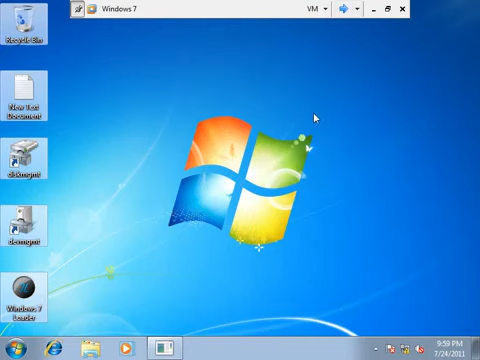 Windows 7
VM
Recycle Bin
New Text
Document
diskmgmt
devmgmt
Windows 7
Loader
9:59 PM
7/24/2011